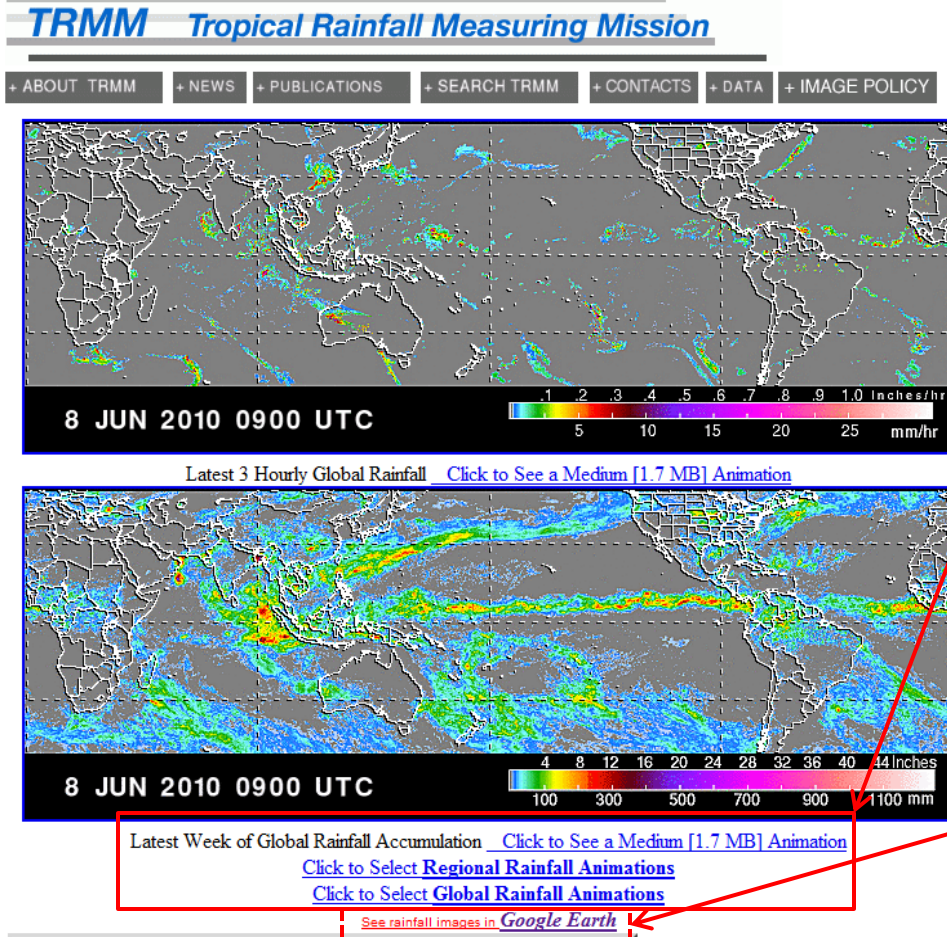 TRMM Tropical Rainfall Measuring Mission
+ ABOUT TRMM + NEWS + PUBLICATIONS + SEARCH TRMM + CONTACTS + DATA + IMAGE POLICY
.1 .2 .3 .4 .5 .6 .7 .8 .9 1.0 Inches/hr
8 JUN 2010 0900 UTC
5 10 15 20 25 mm/hr
Latest 3 Hourly Global Rainfall Click to See a Medium [1.7 MB] Animation
4 8 12 16 20 24 28 32 36 40 44 Inches
8 JUN 2010 0900 UTC
100 300 500 700 900 1100 mm
Latest Week of Global Rainfall Accumulation Click to See a Medium [1.7 MB] Animation
Click to Select Regional Rainfall Animations
Click to Select Global Rainfall Animations
See rainfall images in Google Earth